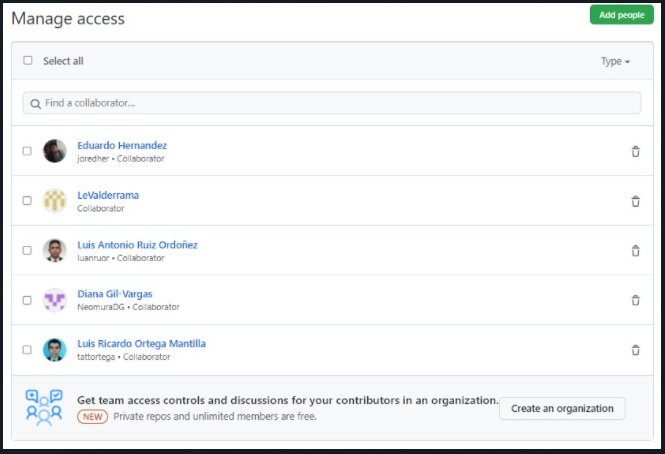 Manage access
Add people
Select all
Type
Find a collaborator...
Eduardo Hernandez
joredher • Collaborator
LeValderrama
Collaborator
Luis Antonio Ruiz Ordoñez
luanruor • Collaborator
Diana Gil-Vargas
NeomuraDG • Collaborator
Luis Ricardo Ortega Mantilla
tattortega • Collaborator
Get team access controls and discussions for your contributors in an organization.
NEW Private repos and unlimited members are free.
Create an organization